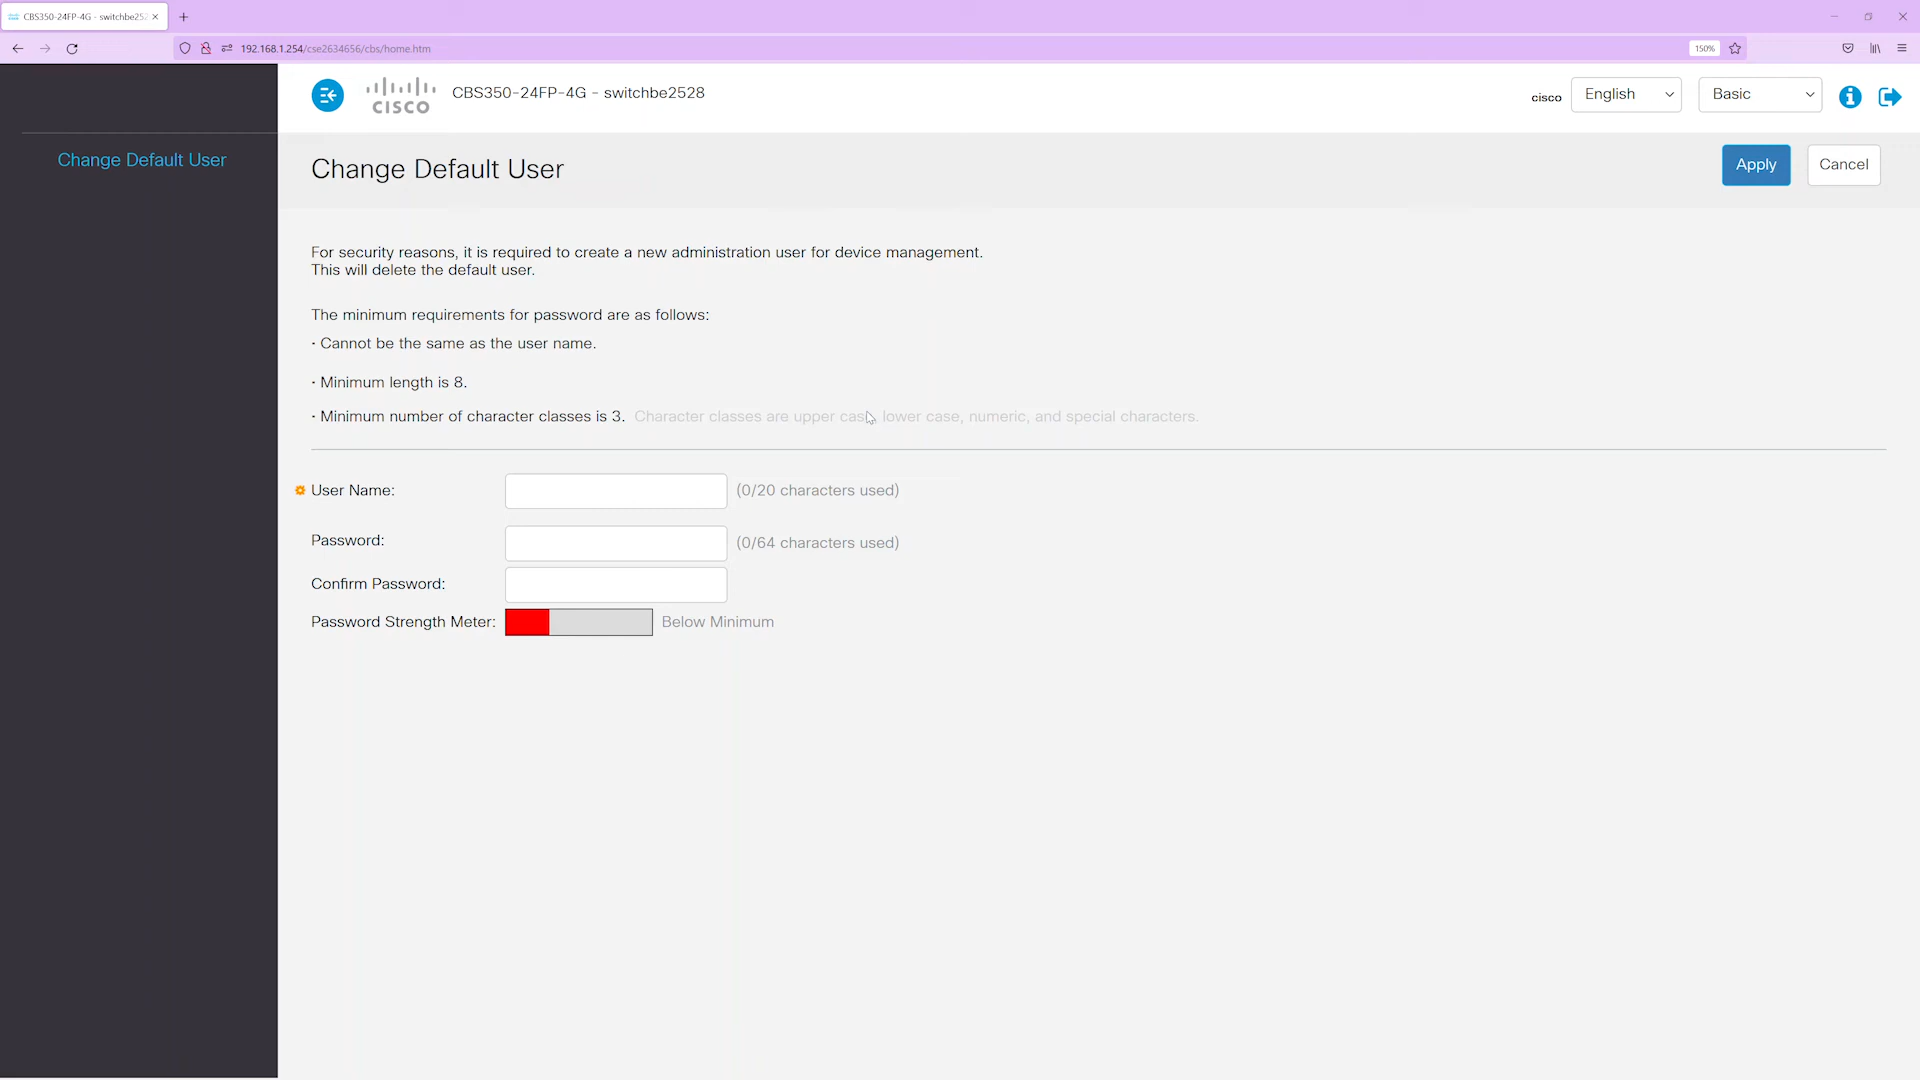 CBS350-24FP-4G - switchbe252
192.168.1.254/cse2634656/cbs/home.htm
150%
CISCO
CBS350-24FP-4G - switchbe2528
cisco
English
Basic
Change Default User
Change Default User
Apply
Cancel
For security reasons, it is required to create a new administration user for device management.
This will delete the default user.
The minimum requirements for password are as follows:
· Cannot be the same as the user name.
· Minimum length is 8.
· Minimum number of character classes is 3. Character classes are upper case, lower case, numeric, and special characters.
User Name:
(0/20 characters used)
Password:
(0/64 characters used)
Confirm Password:
Password Strength Meter:
Below Minimum